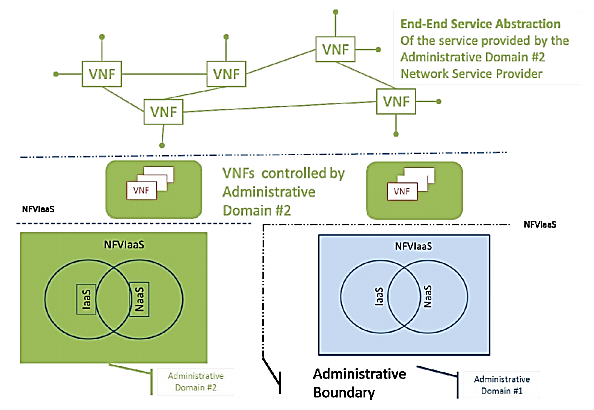 End-End Service Abstraction
Of the service provided by the
Administrative Domain #2
Network Service Provider
VNF
VNF
VNF
VNF
VNF
VNF
VNFs controlled by
Administrative
Domain #2
VNF
NFVIaaS
NFVIaaS
NFVIaaS
IaaS
NaaS
NFVIaaS
IaaS
NaaS
Administrative
Domain #2
Administrative
Boundary
Administrative
Domain #1